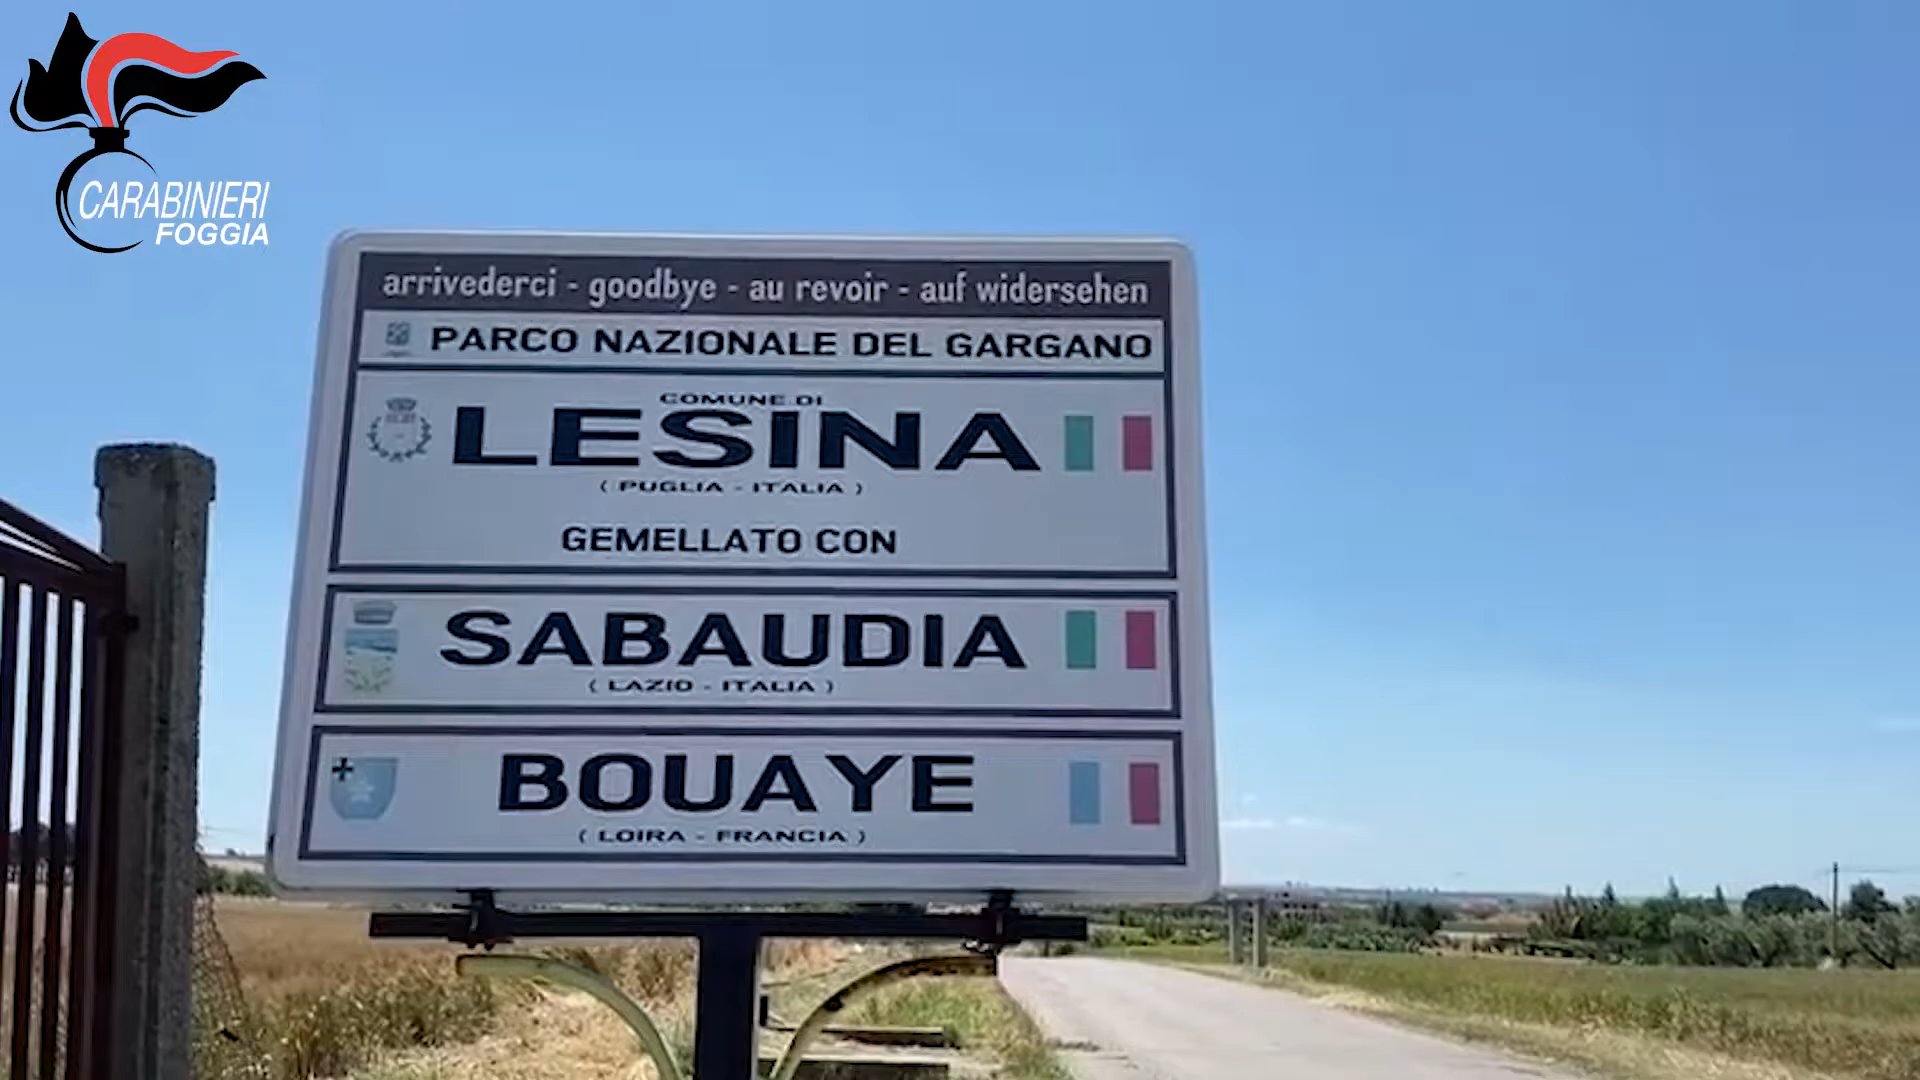 CARABINIERI
FOGGIA
arrivederci - goodbye - au revoir - auf widersehen
PARCO NAZIONALE DEL GARGANO
COMUNE DI
LESINA
( PUGLIA - ITALIA )
GEMELLATO CON
SABAUDIA
( LAZIO - ITALIA )
BOUAYE
( LOIRA - FRANCIA )